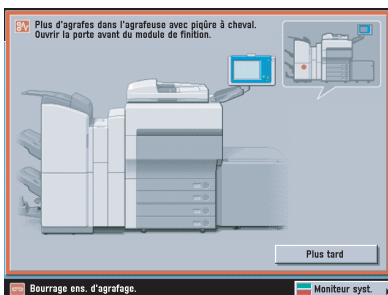 Plus d'agrafes dans l'agrafeuse avec piqûre à cheval.
Ouvrir la porte avant du module de finition.
Plus tard
Bourrage ens. d'agrafage.
Moniteur syst.